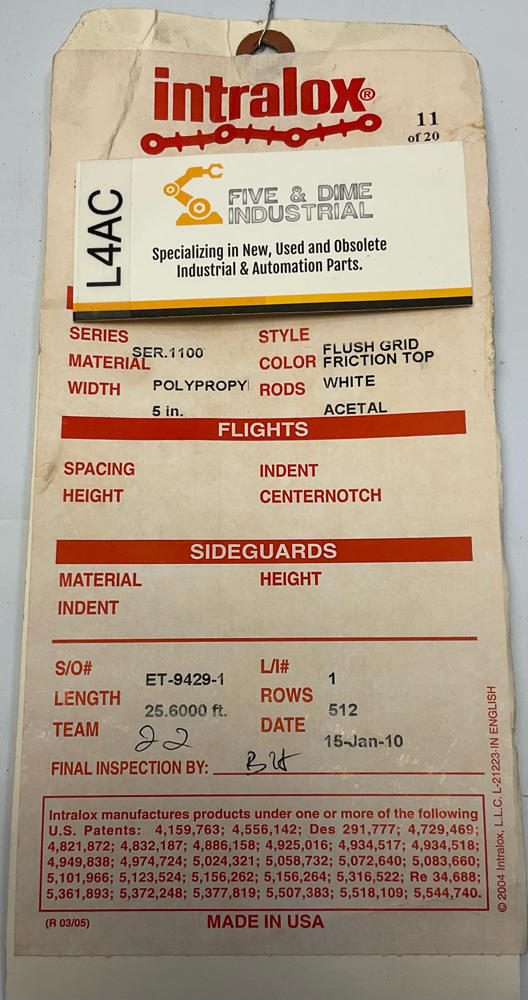 intralox®
11
of 20
L4AC
FIVE & DIME
INDUSTRIAL
Specializing in New, Used and Obsolete
Industrial & Automation Parts.
SERIES SER.1100 STYLE FLUSH GRID
MATERIAL POLYPROPY COLOR FRICTION TOP
WIDTH 5 in. RODS WHITE
ACETAL
FLIGHTS
SPACING INDENT
HEIGHT CENTERNOTCH
SIDEGUARDS
MATERIAL HEIGHT
INDENT
S/O# ET-9429-1 L/I# 1
LENGTH 25.6000 ft. ROWS 512
TEAM 22 DATE 15-Jan-10
FINAL INSPECTION BY:
Intralox manufactures products under one or more of the following
U.S. Patents: 4,159,763; 4,556,142; Des 291,777; 4,729,469;
4,821,872; 4,832,187; 4,886,158; 4,925,016; 4,934,517; 4,934,518;
4,949,838; 4,974,724; 5,024,321; 5,058,732; 5,072,640; 5,083,660;
5,101,966; 5,123,524; 5,156,262; 5,156,264; 5,316,522; Re 34,688;
5,361,893; 5,372,248; 5,377,819; 5,507,383; 5,518,109; 5,544,740.
(R 03/05) MADE IN USA
© 2004 Intralox, L.L.C. L-21223-IN ENGLISH